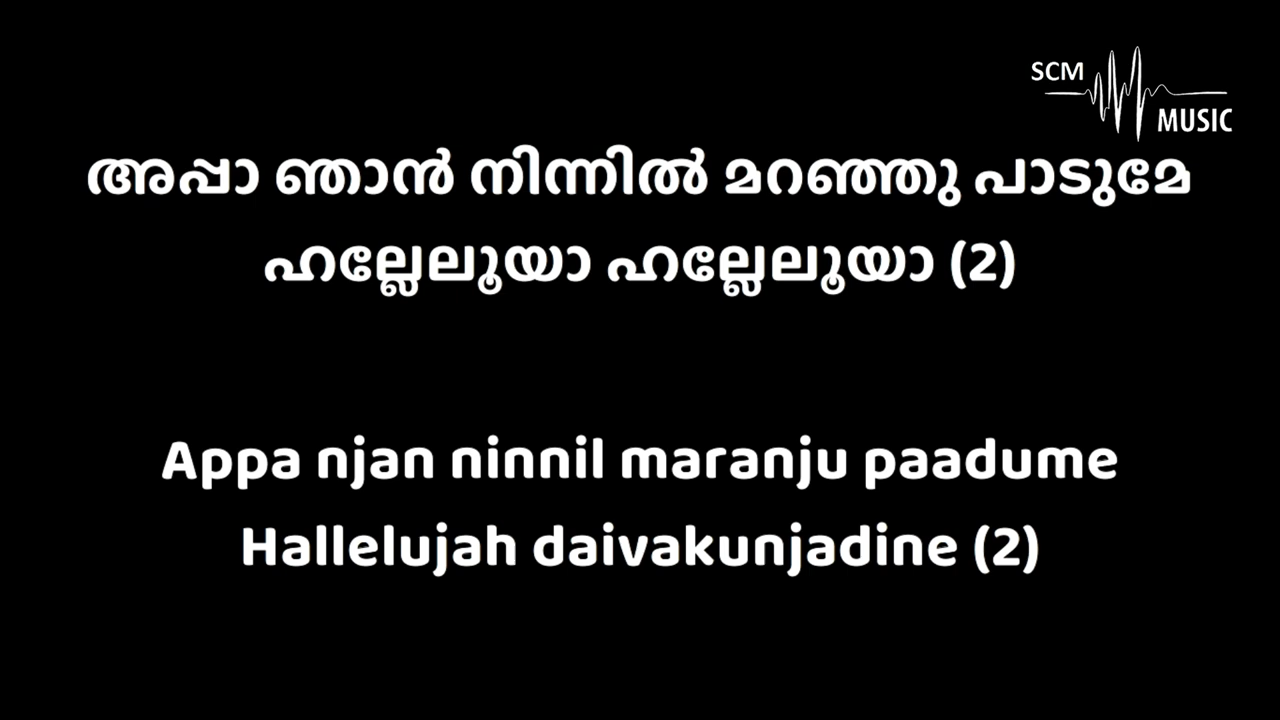 SCM
MUSIC
അപ്പാ ഞാൻ നിന്നിൽ മറഞ്ഞു പാടുമേ
ഹല്ലേലൂയാ ഹല്ലേലൂയാ (2)
Appa njan ninnil maranju paadume
Hallelujah daivakunjadine (2)